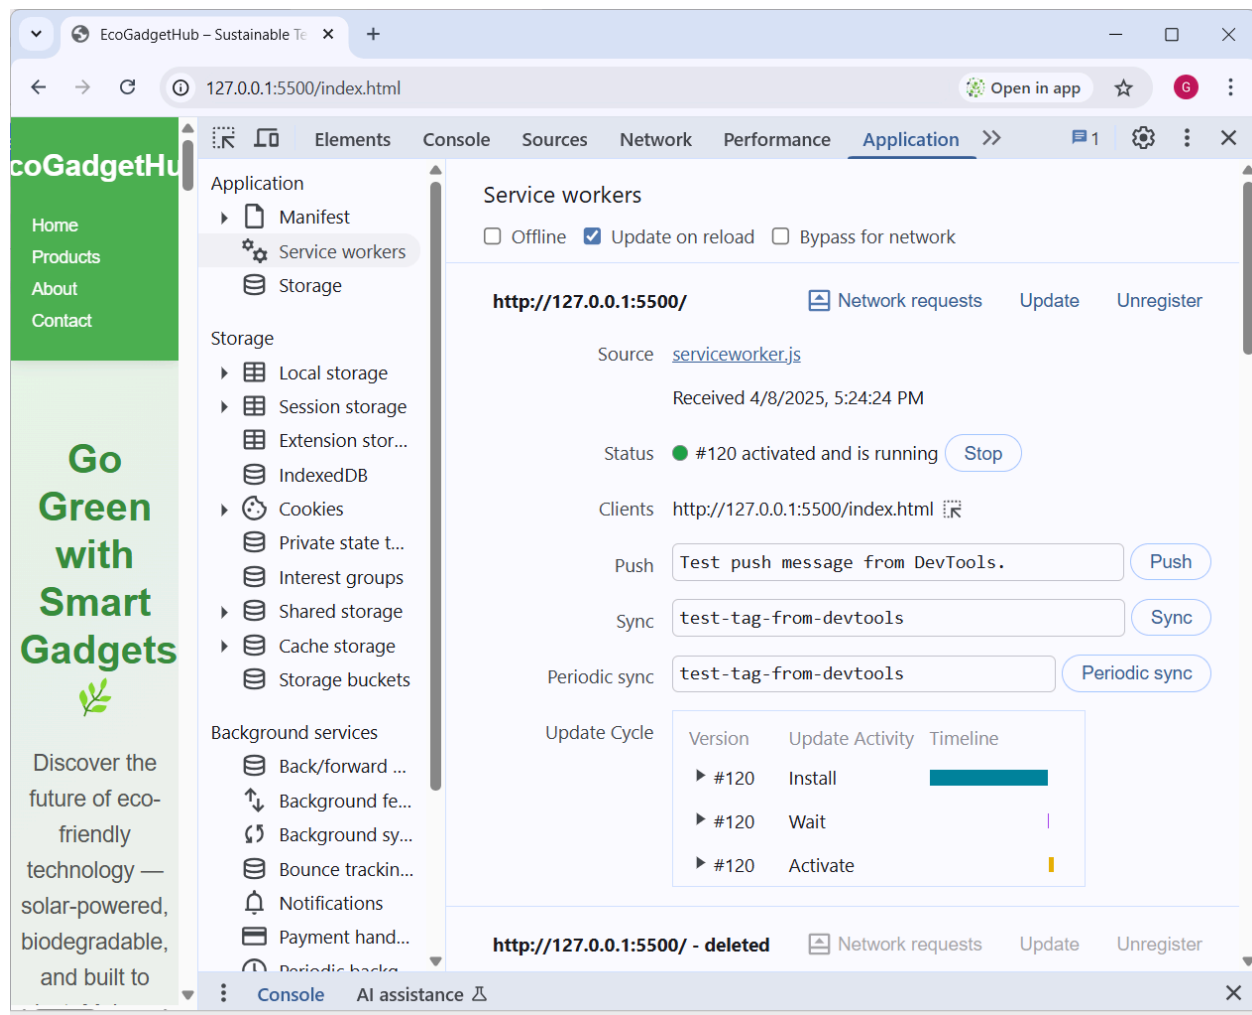 EcoGadgetHub – Sustainable Te
127.0.0.1:5500/index.html
Open in app
G
coGadgetHu
Home
Products
About
Contact
Go
Green
with
Smart
Gadgets
Discover the
future of eco-
friendly
technology —
solar-powered,
biodegradable,
and built to
Elements Console Sources Network Performance Application 1
Application
Manifest
Service workers
Storage
Storage
Local storage
Session storage
Extension stor...
IndexedDB
Cookies
Private state t...
Interest groups
Shared storage
Cache storage
Storage buckets
Background services
Back/forward ...
Background fe...
Background sy...
Bounce trackin...
Notifications
Payment hand...
Periodic backg
Service workers
Offline Update on reload Bypass for network
http://127.0.0.1:5500/ Network requests Update Unregister
Source serviceworker.js
Received 4/8/2025, 5:24:24 PM
Status #120 activated and is running Stop
Clients http://127.0.0.1:5500/index.html
Push Test push message from DevTools. Push
Sync test-tag-from-devtools Sync
Periodic sync test-tag-from-devtools Periodic sync
Update Cycle Version Update Activity Timeline
#120 Install
#120 Wait
#120 Activate
http://127.0.0.1:5500/ - deleted Network requests Update Unregister
Console AI assistance